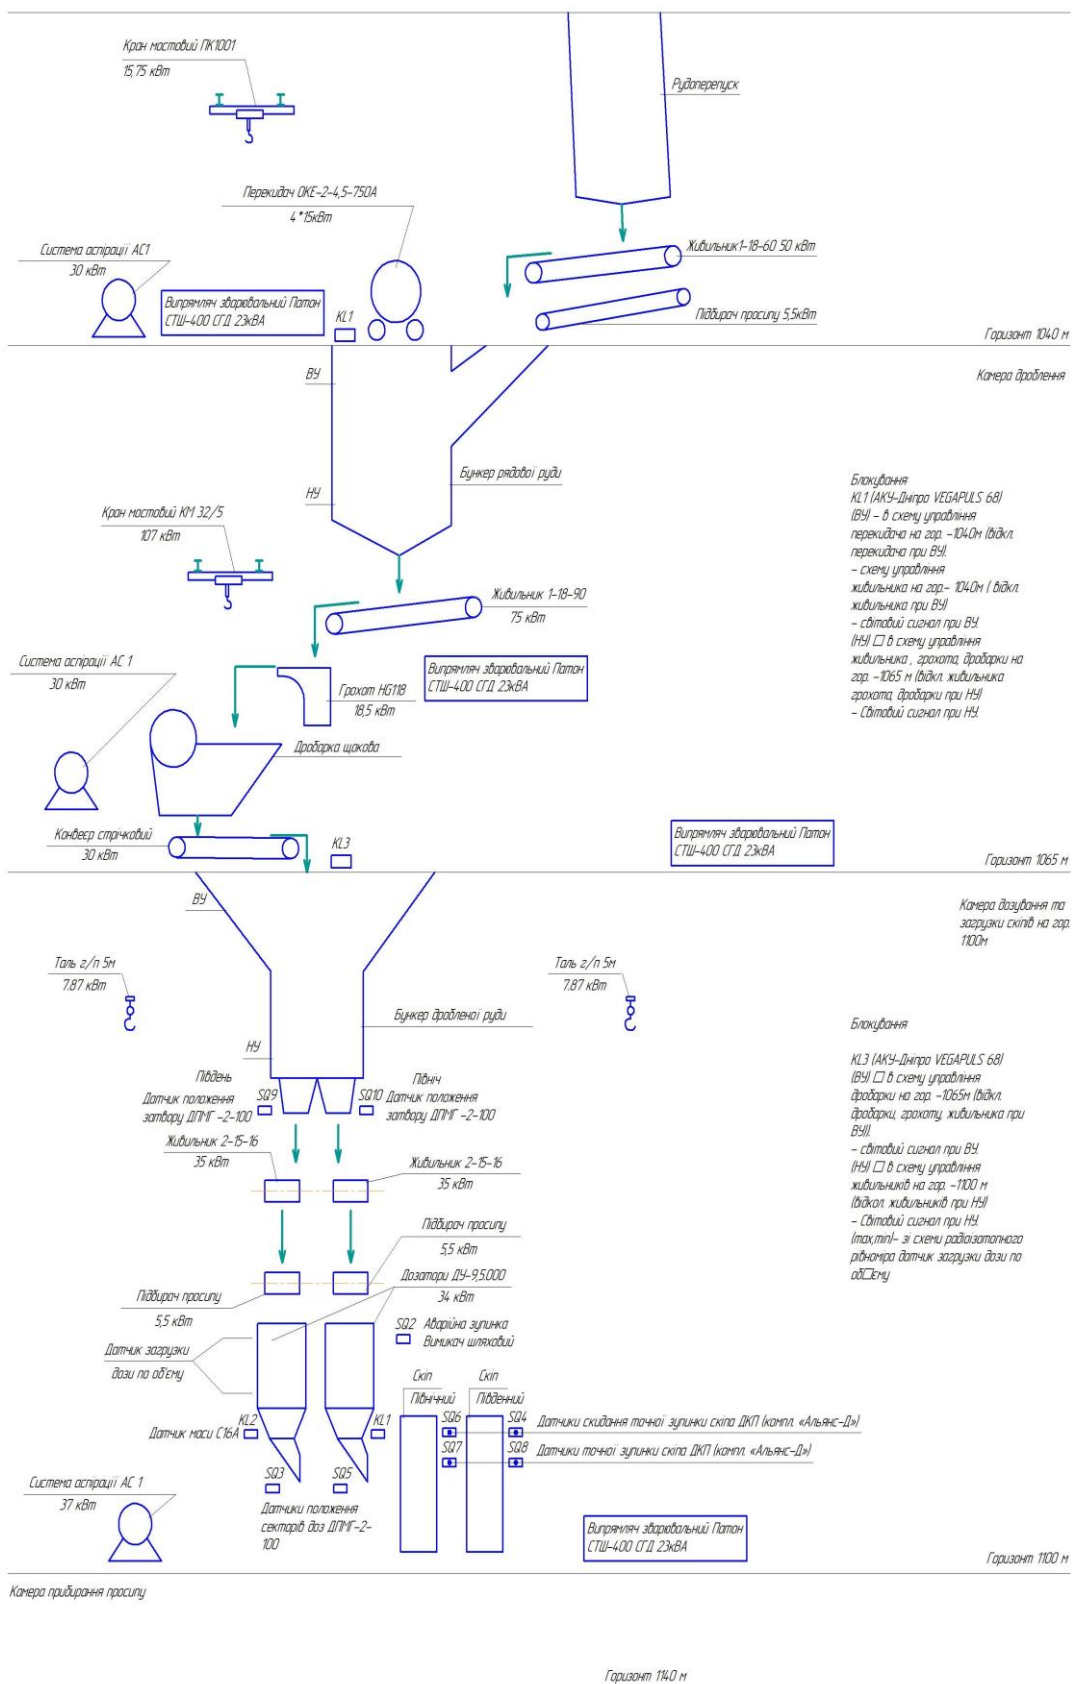 Кран мостовий ПК1001
15,75 кВт
Рудоперепуск
Перекидач ОКЕ-2-4,5-750А
4*15кВт
Система аспірації АС1
30 кВт
Живильник1-18-60 50 кВт
Випрямляч зварювальний Патон
СТШ-400 СГД 23кВА
KL1
Підбирач просипу 5,5кВт
Горизонт 1040 м
ВУ
Камера дроблення
Бункер рядової руди
НУ
Кран мостовий КМ 32/5
107 кВт
Блокування
KL1 (АКУ-Дніпро VEGAPULS 68)
(ВУ) - в схему управління
перекидача на гор. -1040м (відкл.
перекидача при ВУ).
- схему управління
живильника на гор.- 1040м ( відкл.
живильника при ВУ)
- світовий сигнал при ВУ.
(НУ) □ в схему управління
живильника , грохота, дробарки на
гор. -1065 м (відкл. живильника
грохота, дробарки при НУ)
- Світовий сигнал при НУ.
Живильник 1-18-90
75 кВт
Система аспірації АС 1
30 кВт
Випрямляч зварювальний Патон
СТШ-400 СГД 23кВА
Грохот HG118
18,5 кВт
Дробарка щокова
Конвеєр стрічковий
30 кВт
KL3
Випрямляч зварювальний Патон
СТШ-400 СГД 23кВА
Горизонт 1065 м
ВУ
Камера дозування та
загрузки скіпів на гор.
1100м
Таль г/п 5м
7.87 кВт
Таль г/п 5м
7.87 кВт
Бункер дробленої руди
НУ
Блокування
KL3 (АКУ-Дніпро VEGAPULS 68)
(ВУ) □ в схему управління
дробарки на гор. -1065м (відкл.
дробарки, грохоту, живильника при
ВУ)).
- світовий сигнал при ВУ.
(НУ) □ в схему управління
живильників на гор. -1100 м
(відкол. живильників при НУ)
- Світовий сигнал при НУ.
(max,min)- зі схеми радіоізотопного
рівноміра датчик загрузки дози по
об□ему
Південь
Датчик положення
затвору ДПМГ -2-100
SQ9
SQ10
Північ
Датчик положення
затвору ДПМГ -2-100
Живильник 2-15-16
35 кВт
Живильник 2-15-16
35 кВт
Підбирач просипу
5,5 кВт
Дозатори ДУ-9,5.000
34 кВт
Підбирач просипу
5,5 кВт
SQ2 Аварійна зупинка
Вимикач шляховий
Датчик загрузки
дози по об'єму
Скіп
Північний
Скіп
Південний
KL2
Датчик маси С16А
KL1
SQ6
SQ4
Датчики скидання точної зупинки скіпа ДКП (компл. «Альянс-Д»)
SQ7
SQ8
Датчики точної зупинки скіпа ДКП (компл. «Альянс-Д»)
SQ3
SQ5
Датчики положення
секторів доз ДПМГ-2-
100
Система аспірації АС 1
37 кВт
Випрямляч зварювальний Патон
СТШ-400 СГД 23кВА
Горизонт 1100 м
Камера прибирання просипу
Горизонт 1140 м